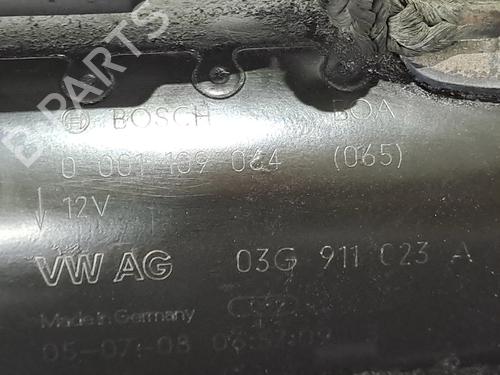 B-PARTS
BOSCH BOA
0 001 109 064 (065)
12V
VW AG 03G 911 023 A
Made in Germany
05-07-08